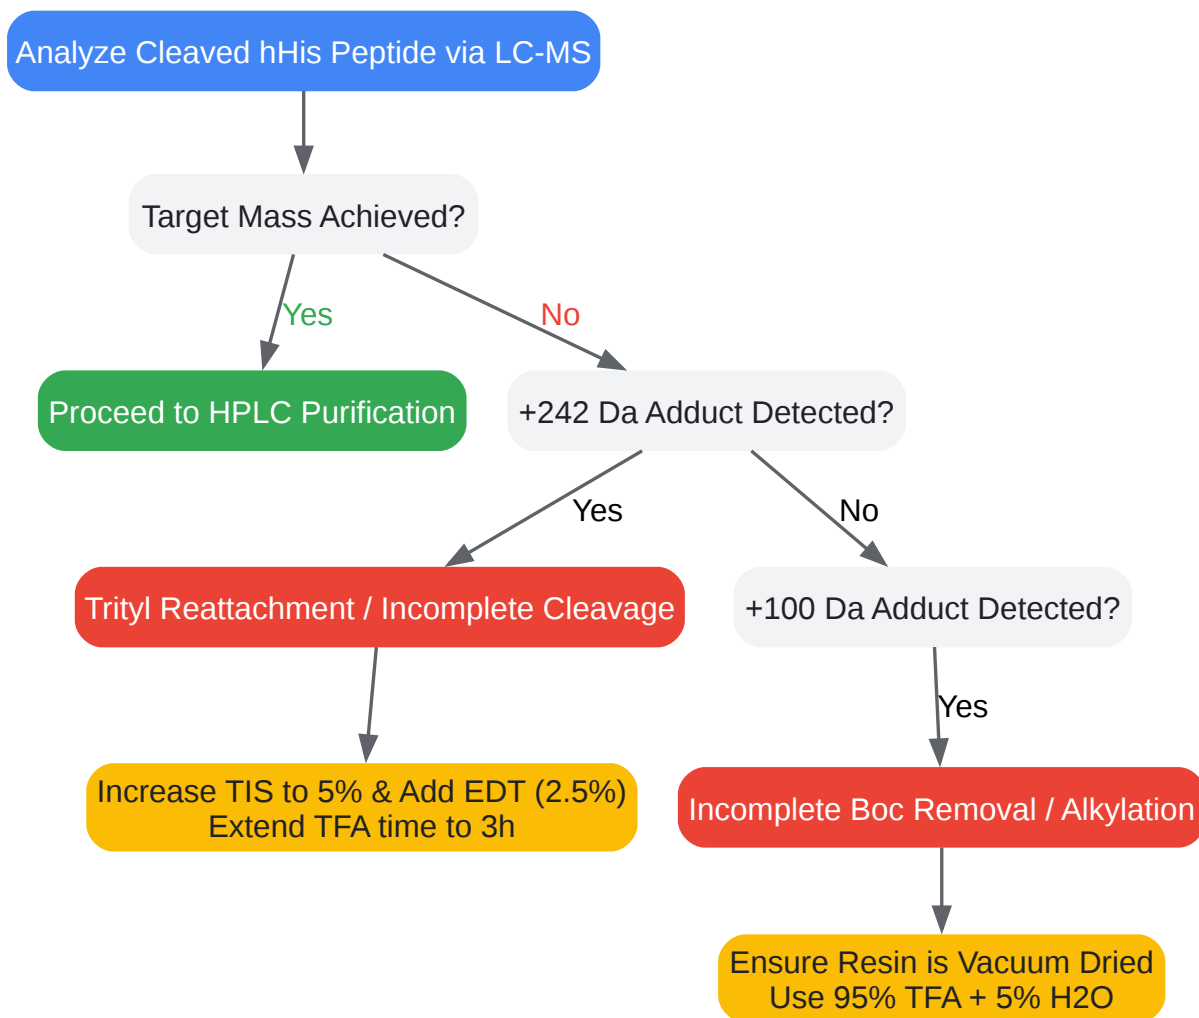 Analyze Cleaved hHis Peptide via LC-MS
Target Mass Achieved?
Yes
No
Proceed to HPLC Purification
+242 Da Adduct Detected?
Yes
No
Trityl Reattachment / Incomplete Cleavage
+100 Da Adduct Detected?
Yes
Increase TIS to 5% & Add EDT (2.5%)
Extend TFA time to 3h
Incomplete Boc Removal / Alkylation
Ensure Resin is Vacuum Dried
Use 95% TFA + 5% H2O